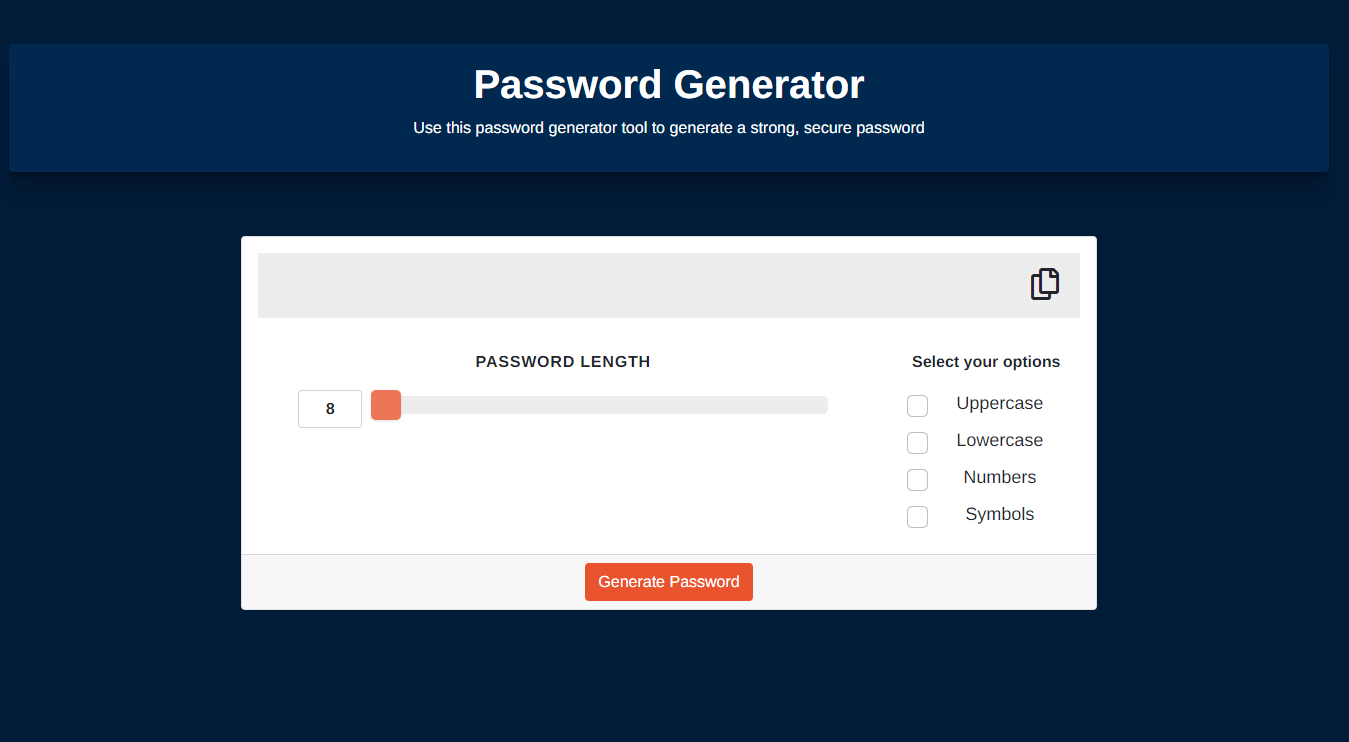 Password Generator
Use this password generator tool to generate a strong, secure password
PASSWORD LENGTH
8
Select your options
Uppercase
Lowercase
Numbers
Symbols
Generate Password